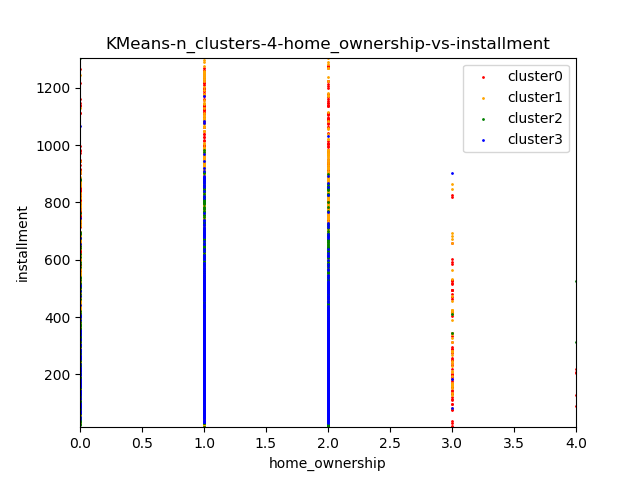 KMeans-n_clusters-4-home_ownership-vs-installment
cluster0
cluster1
cluster2
cluster3
installment
1200
1000
800
600
400
200
0.0 0.5 1.0 1.5 2.0 2.5 3.0 3.5 4.0
home_ownership